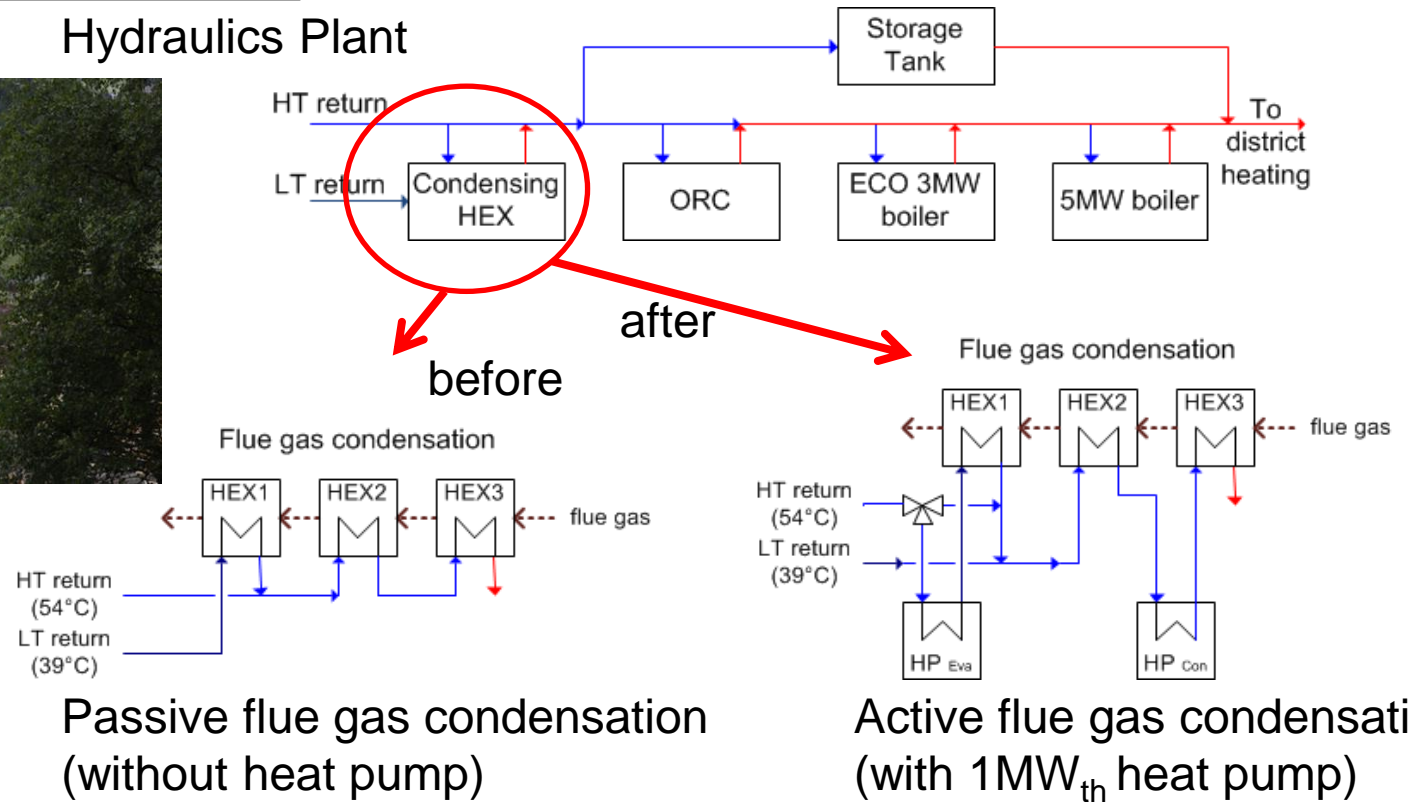 Hydraulics Plant
Storage
Tank
HT return
To
district
heating
LT return
Condensing
HEX
ORC
ECO 3MW
boiler
5MW boiler
after
before
Flue gas condensation
HEX1
HEX2
HEX3
flue gas
HT return
(54°C)
LT return
(39°C)
Passive flue gas condensation
(without heat pump)
Flue gas condensation
HEX1
HEX2
HEX3
flue gas
HT return
(54°C)
LT return
(39°C)
HP Eva
HP Con
Active flue gas condensati
(with 1MWth heat pump)